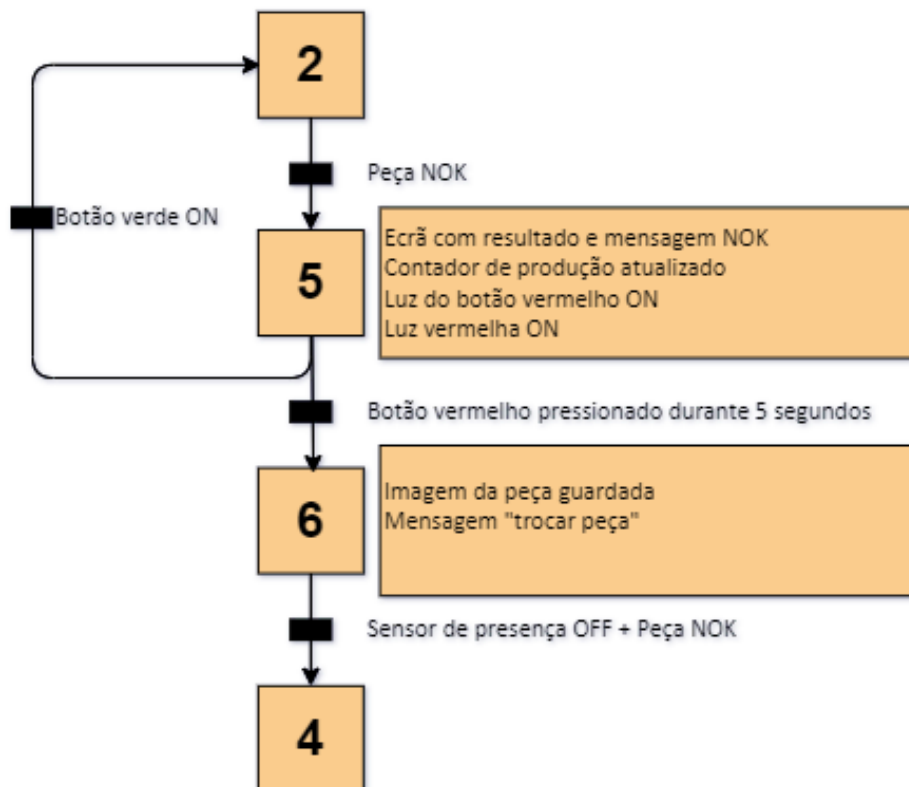 2
Peça NOK
Botão verde ON
5
Ecrã com resultado e mensagem NOK
Contador de produção atualizado
Luz do botão vermelho ON
Luz vermelha ON
Botão vermelho pressionado durante 5 segundos
6
Imagem da peça guardada
Mensagem "trocar peça"
Sensor de presença OFF + Peça NOK
4